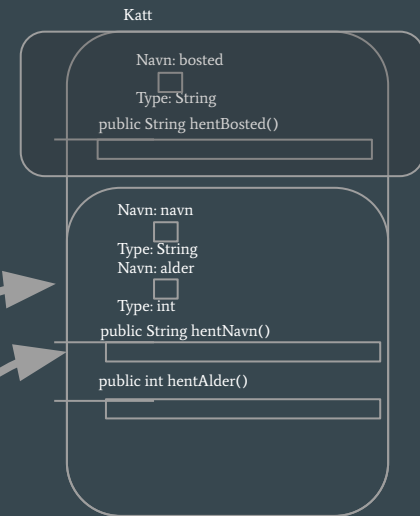 Katt
Navn: bosted
Type: String
public String hentBosted()
Navn: navn
Type: String
Navn: alder
Type: int
public String hentNavn()
public int hentAlder()